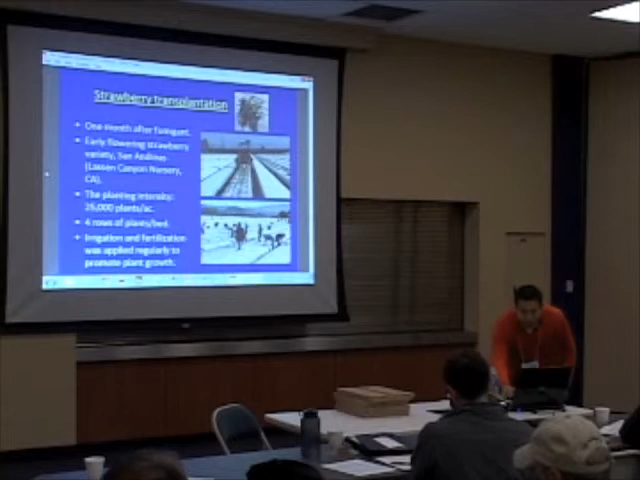 Strawberry transplantation
• One month after fumigant.
• Early flowering strawberry
variety, San Andreas
(Lassen Canyon Nursery,
CA).
• The planting intensity:
26,000 plants/ac.
• 4 rows of plants/bed.
• Irrigation and fertilization
was applied regularly to
promote plant growth.